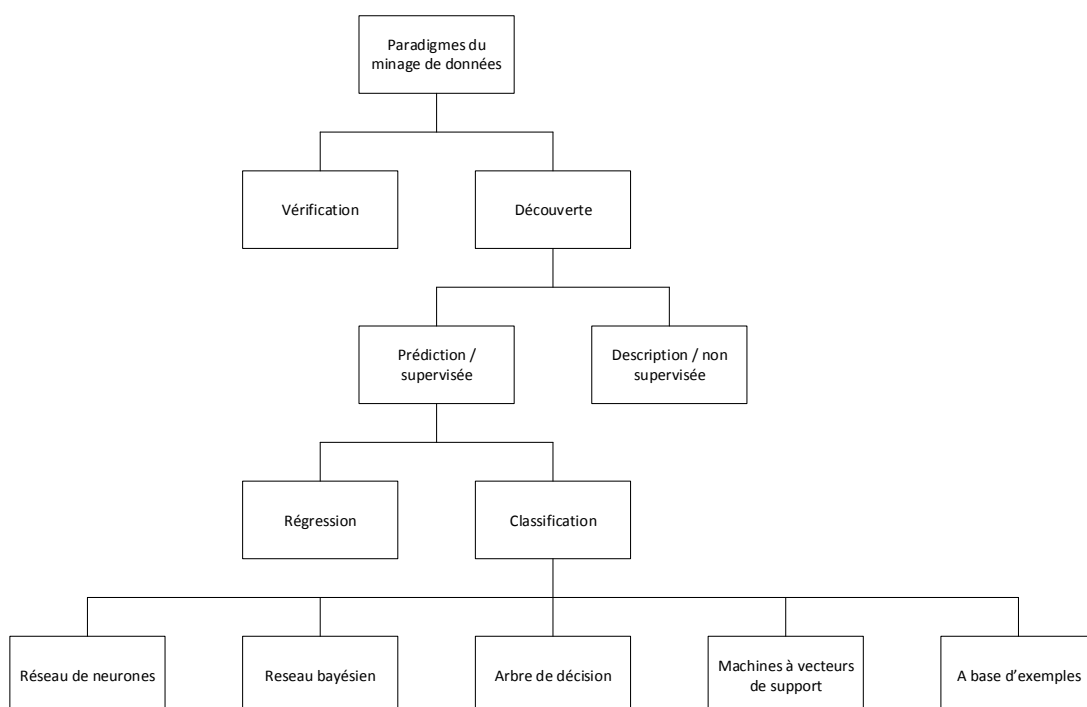 Paradigmes du
minage de données
Vérification
Découverte
Prédiction /
supervisée
Description / non
supervisée
Régression
Classification
Réseau de neurones
Reseau bayésien
Arbre de décision
Machines à vecteurs
de support
A base d’exemples